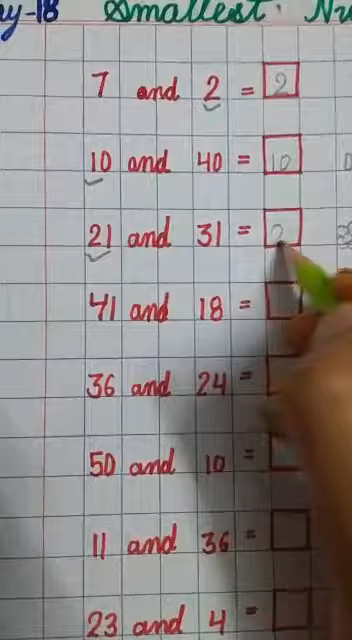 Smallest
7 and 2 = 2
10 and 40 = 10
21 and 31 = 2
41 and 18 =
36 and 24 =
50 and 10 =
11 and 36 =
23 and 4 =